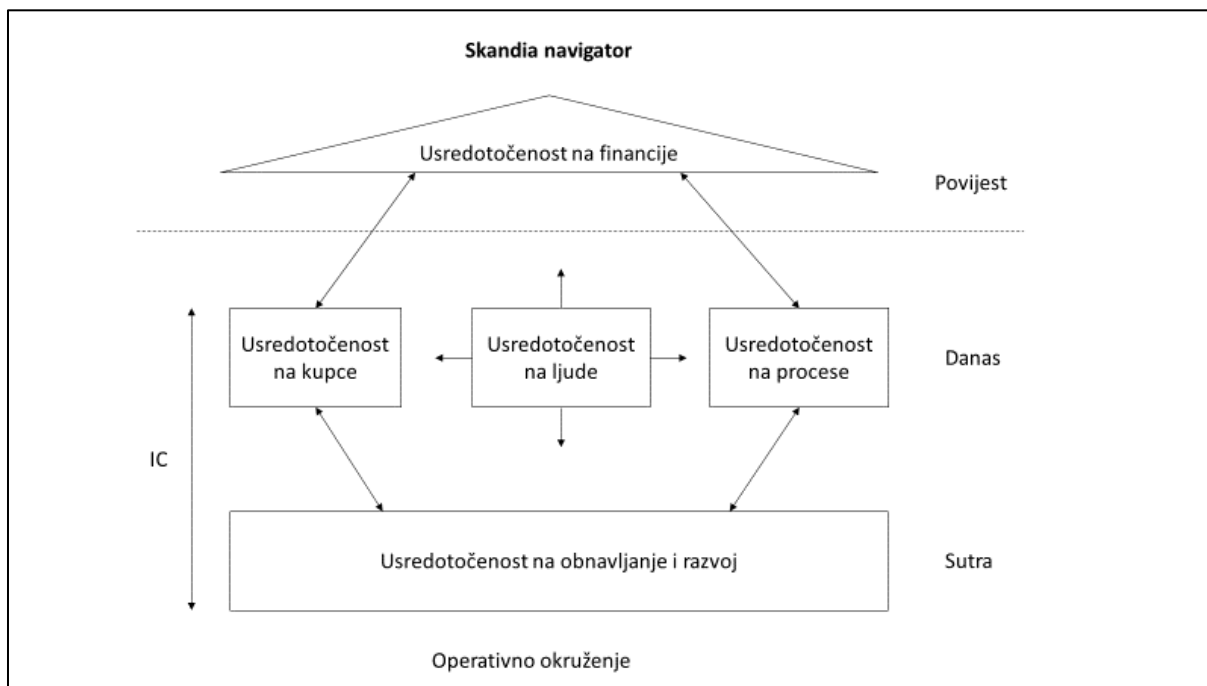 Skandia navigator
Usredotočenost na financije
Povijest
Usredotočenost
na kupce
Usredotočenost
na ljude
Usredotočenost
na procese
Danas
IC
Usredotočenost na obnavljanje i razvoj
Sutra
Operativno okruženje